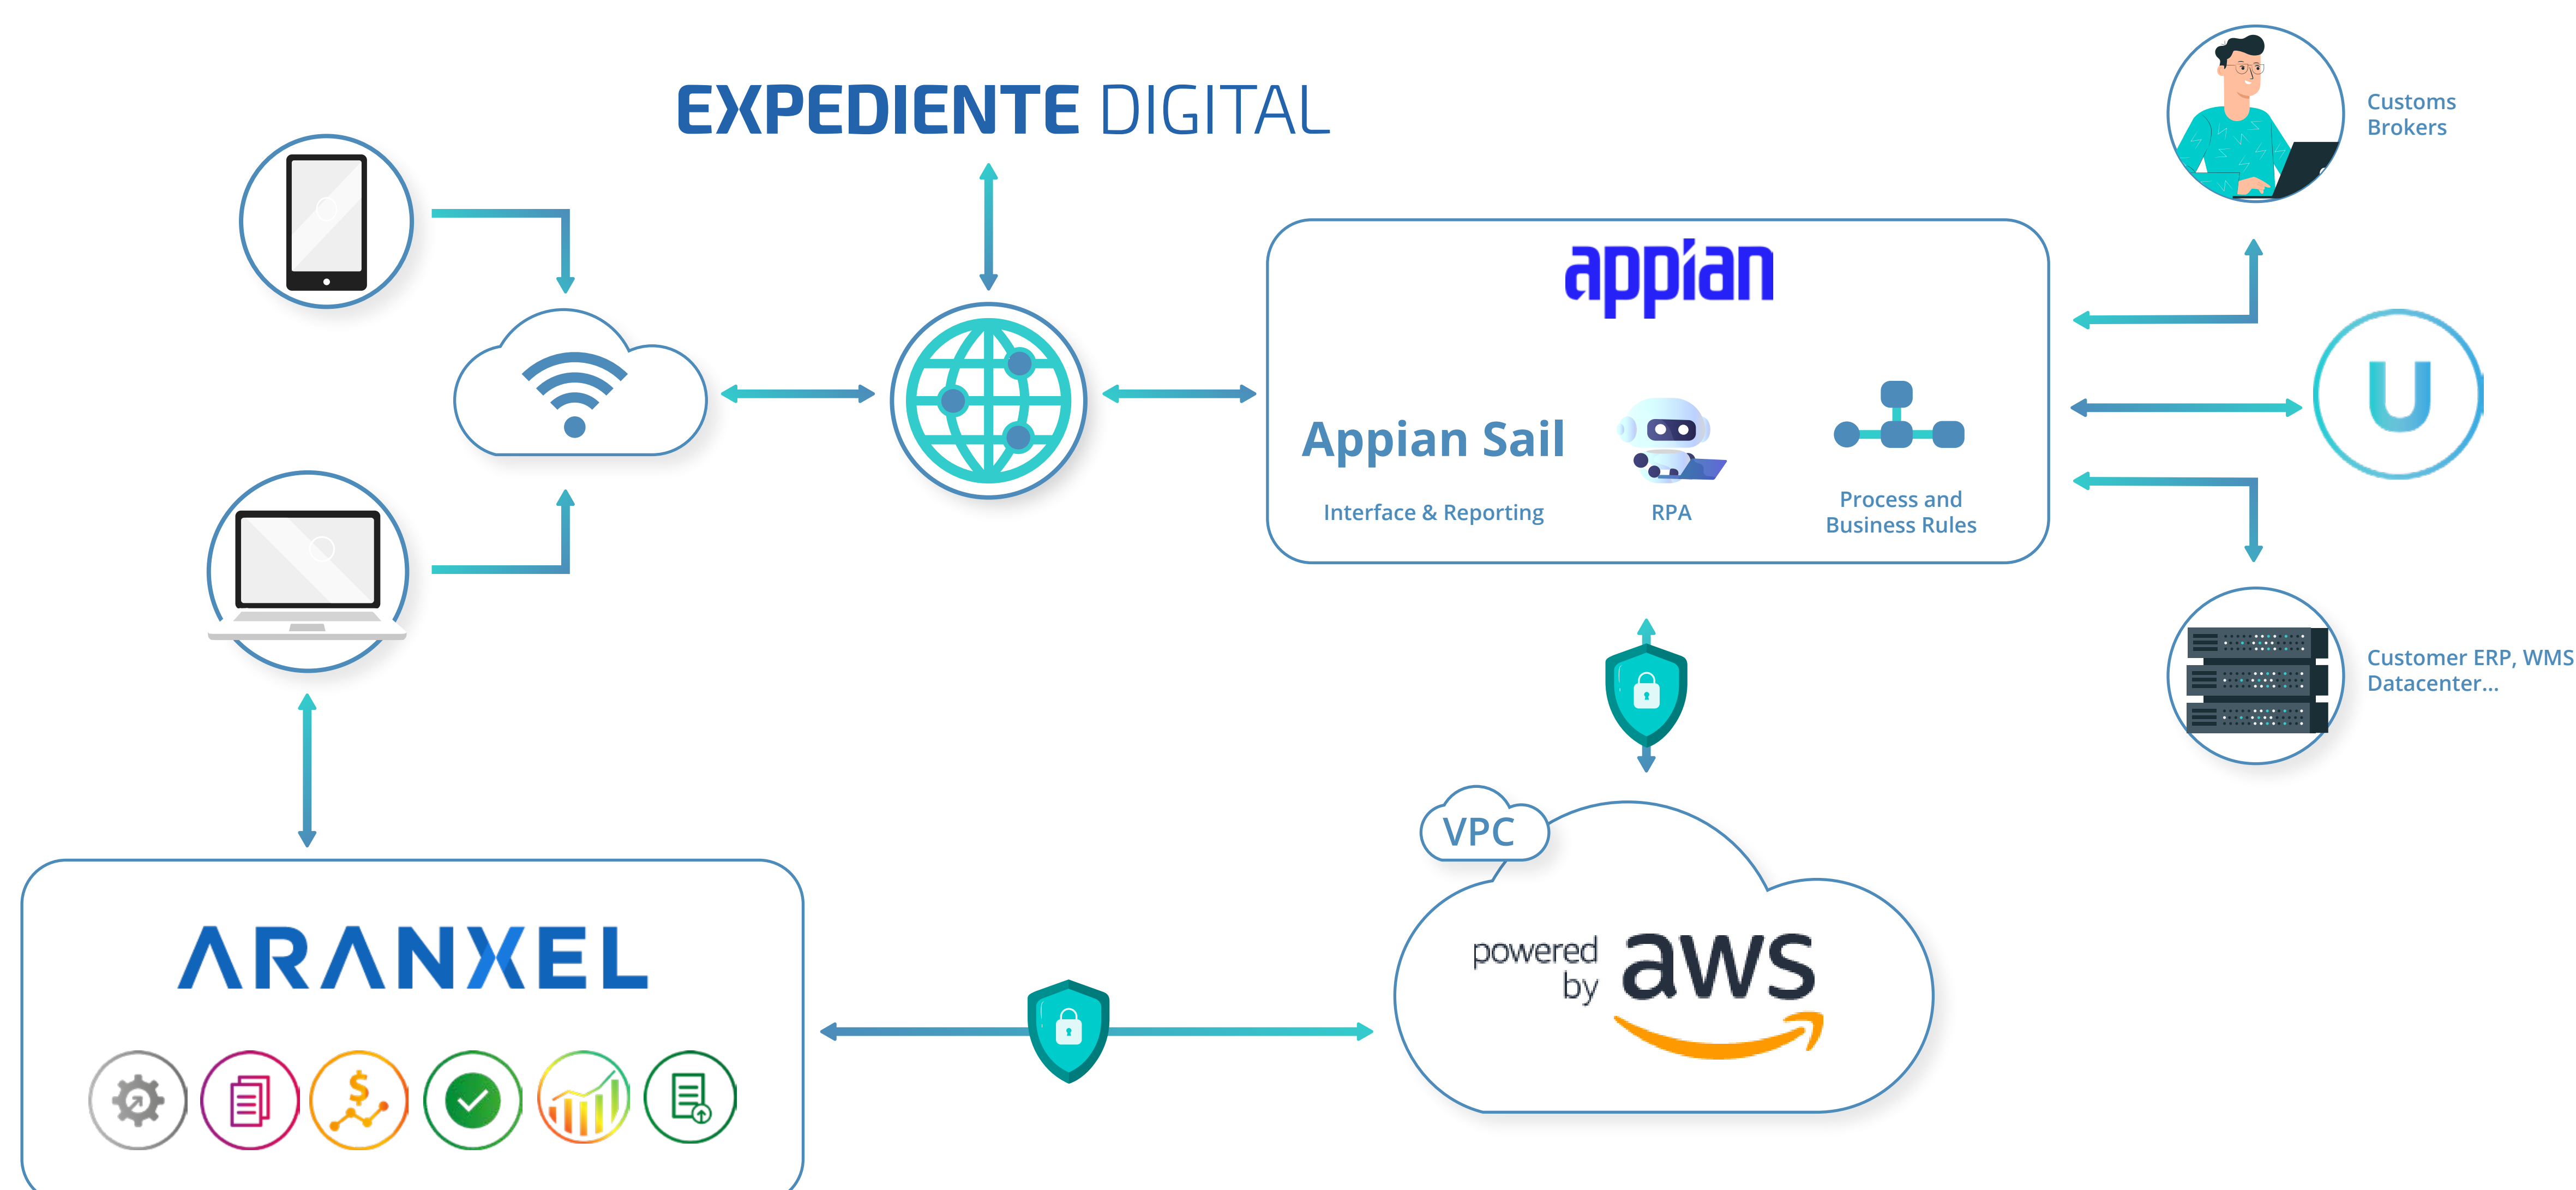 EXPEDIENTE DIGITAL
Customs
Brokers
appian
U
Appian Sail
Interface & Reporting
RPA
Process and
Business Rules
Customer ERP, WMS
Datacenter...
VPC
ARANXEL
$
powered
by
aws